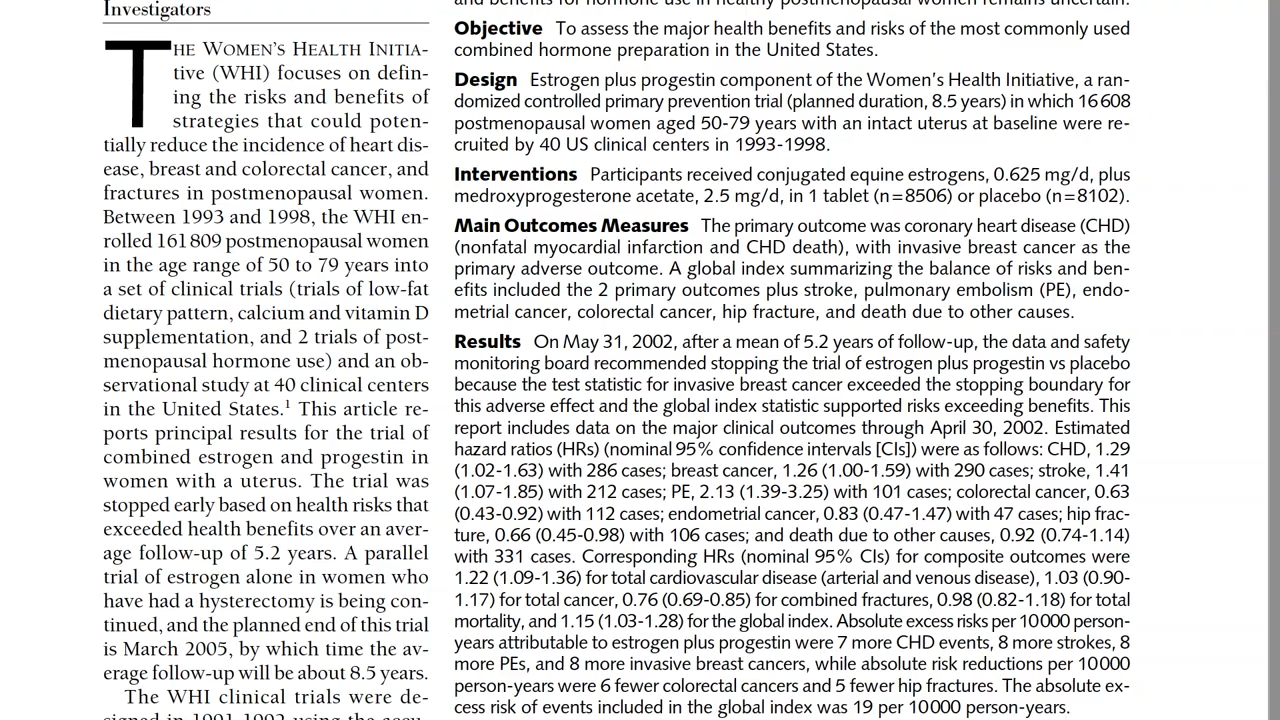 Investigators
THE WOMEN'S HEALTH INITIA-
tive (WHI) focuses on defin-
ing the risks and benefits of
strategies that could poten-
tially reduce the incidence of heart dis-
ease, breast and colorectal cancer, and
fractures in postmenopausal women.
Between 1993 and 1998, the WHI en-
rolled 161 809 postmenopausal women
in the age range of 50 to 79 years into
a set of clinical trials (trials of low-fat
dietary pattern, calcium and vitamin D
supplementation, and 2 trials of post-
menopausal hormone use) and an ob-
servational study at 40 clinical centers
in the United States.¹ This article re-
ports principal results for the trial of
combined estrogen and progestin in
women with a uterus. The trial was
stopped early based on health risks that
exceeded health benefits over an aver-
age follow-up of 5.2 years. A parallel
trial of estrogen alone in women who
have had a hysterectomy is being con-
tinued, and the planned end of this trial
is March 2005, by which time the av-
erage follow-up will be about 8.5 years.
The WHI clinical trials were de-
signed in 1991-1992 using the accu-
and benefits for hormone use in healthy postmenopausal women remains uncertain.
Objective To assess the major health benefits and risks of the most commonly used
combined hormone preparation in the United States.
Design Estrogen plus progestin component of the Women's Health Initiative, a ran-
domized controlled primary prevention trial (planned duration, 8.5 years) in which 16 608
postmenopausal women aged 50-79 years with an intact uterus at baseline were re-
cruited by 40 US clinical centers in 1993-1998.
Interventions Participants received conjugated equine estrogens, 0.625 mg/d, plus
medroxyprogesterone acetate, 2.5 mg/d, in 1 tablet (n=8506) or placebo (n=8102).
Main Outcomes Measures The primary outcome was coronary heart disease (CHD)
(nonfatal myocardial infarction and CHD death), with invasive breast cancer as the
primary adverse outcome. A global index summarizing the balance of risks and ben-
efits included the 2 primary outcomes plus stroke, pulmonary embolism (PE), endo-
metrial cancer, colorectal cancer, hip fracture, and death due to other causes.
Results On May 31, 2002, after a mean of 5.2 years of follow-up, the data and safety
monitoring board recommended stopping the trial of estrogen plus progestin vs placebo
because the test statistic for invasive breast cancer exceeded the stopping boundary for
this adverse effect and the global index statistic supported risks exceeding benefits. This
report includes data on the major clinical outcomes through April 30, 2002. Estimated
hazard ratios (HRs) (nominal 95% confidence intervals [CIs]) were as follows: CHD, 1.29
(1.02-1.63) with 286 cases; breast cancer, 1.26 (1.00-1.59) with 290 cases; stroke, 1.41
(1.07-1.85) with 212 cases; PE, 2.13 (1.39-3.25) with 101 cases; colorectal cancer, 0.63
(0.43-0.92) with 112 cases; endometrial cancer, 0.83 (0.47-1.47) with 47 cases; hip frac-
ture, 0.66 (0.45-0.98) with 106 cases; and death due to other causes, 0.92 (0.74-1.14)
with 331 cases. Corresponding HRs (nominal 95% CIs) for composite outcomes were
1.22 (1.09-1.36) for total cardiovascular disease (arterial and venous disease), 1.03 (0.90-
1.17) for total cancer, 0.76 (0.69-0.85) for combined fractures, 0.98 (0.82-1.18) for total
mortality, and 1.15 (1.03-1.28) for the global index. Absolute excess risks per 10 000 person-
years attributable to estrogen plus progestin were 7 more CHD events, 8 more strokes, 8
more PEs, and 8 more invasive breast cancers, while absolute risk reductions per 10 000
person-years were 6 fewer colorectal cancers and 5 fewer hip fractures. The absolute ex-
cess risk of events included in the global index was 19 per 10 000 person-years.